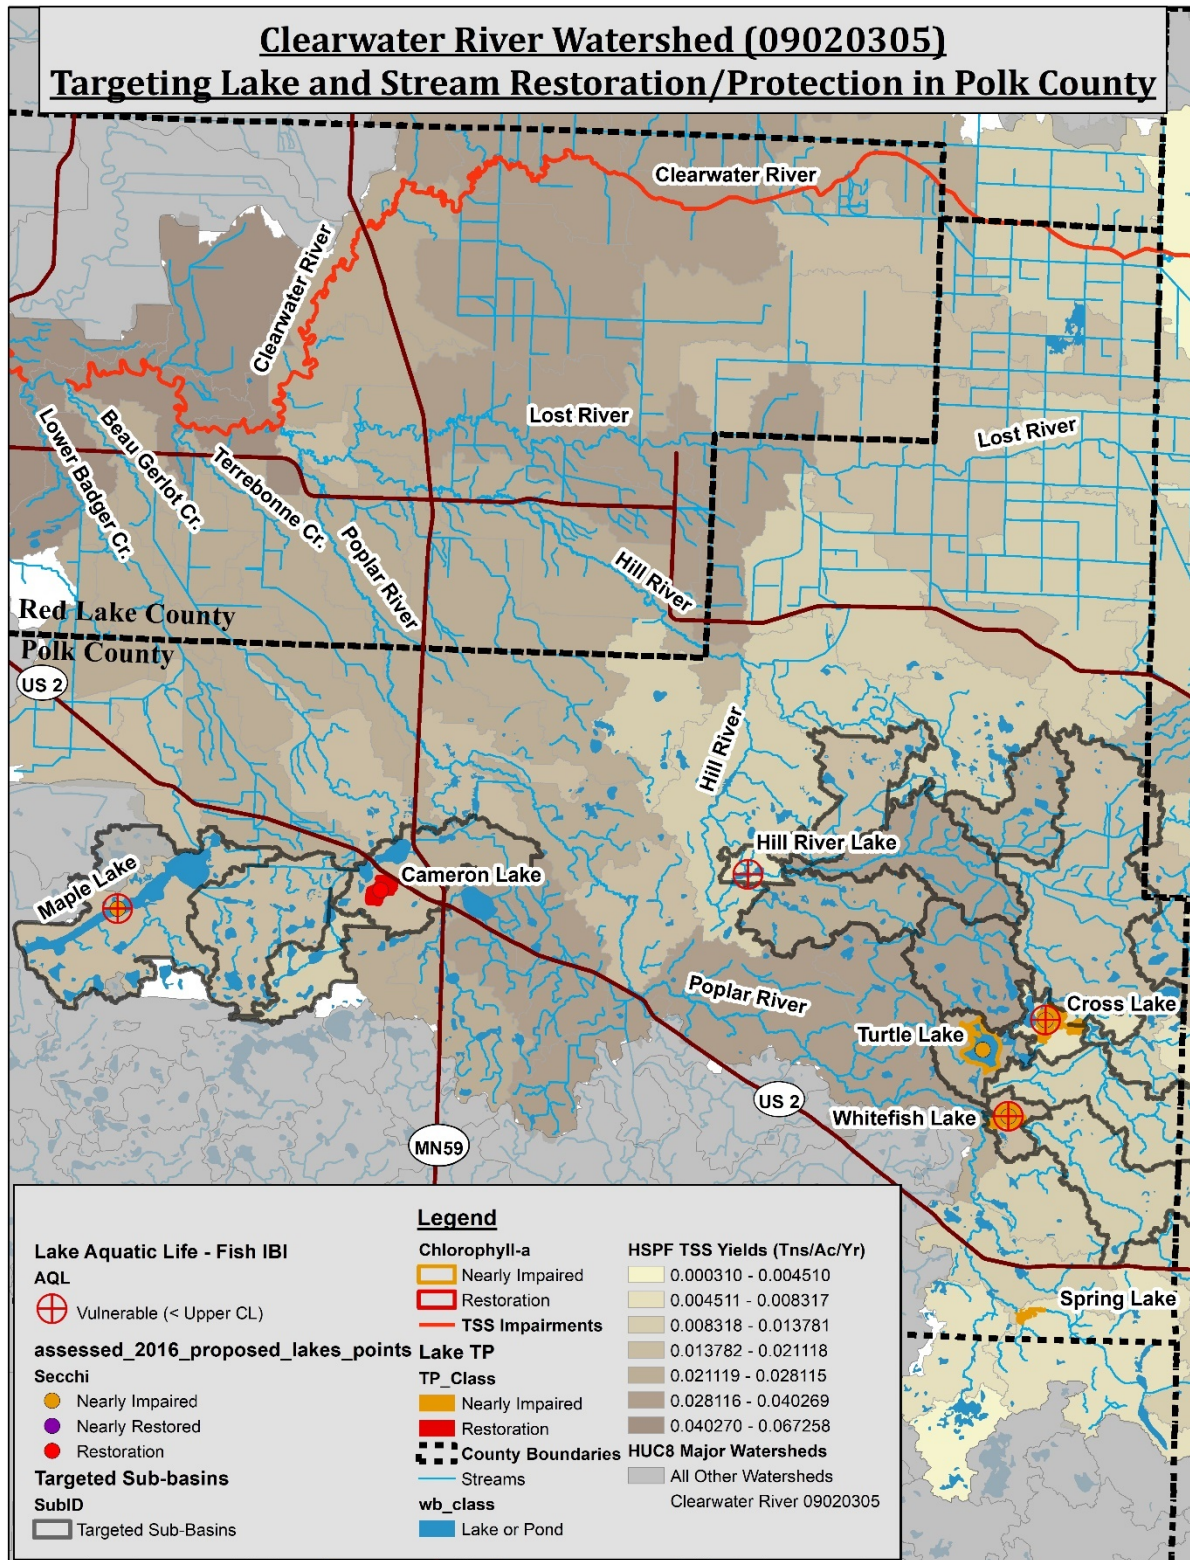 Clearwater River Watershed (09020305)
Targeting Lake and Stream Restoration/Protection in Polk County
Clearwater River
Clearwater River
Lost River
Lost River
Lower Badger Cr.
Beau Gerlot Cr.
Terrebonne Cr.
Poplar River
Hill River
Red Lake County
Polk County
US 2
Hill River
Hill River Lake
Maple Lake
Cameron Lake
Poplar River
Cross Lake
Turtle Lake
US 2
Whitefish Lake
MN59
Spring Lake
Legend
Lake Aquatic Life - Fish IBI
AQL
Vulnerable (< Upper CL)
assessed_2016_proposed_lakes_points
Secchi
Nearly Impaired
Nearly Restored
Restoration
Targeted Sub-basins
SubID
Targeted Sub-Basins
Chlorophyll-a
Nearly Impaired
Restoration
TSS Impairments
Lake TP
TP_Class
Nearly Impaired
Restoration
County Boundaries
Streams
wb_class
Lake or Pond
HSPF TSS Yields (Tns/Ac/Yr)
0.000310 - 0.004510
0.004511 - 0.008317
0.008318 - 0.013781
0.013782 - 0.021118
0.021119 - 0.028115
0.028116 - 0.040269
0.040270 - 0.067258
HUC8 Major Watersheds
All Other Watersheds
Clearwater River 09020305